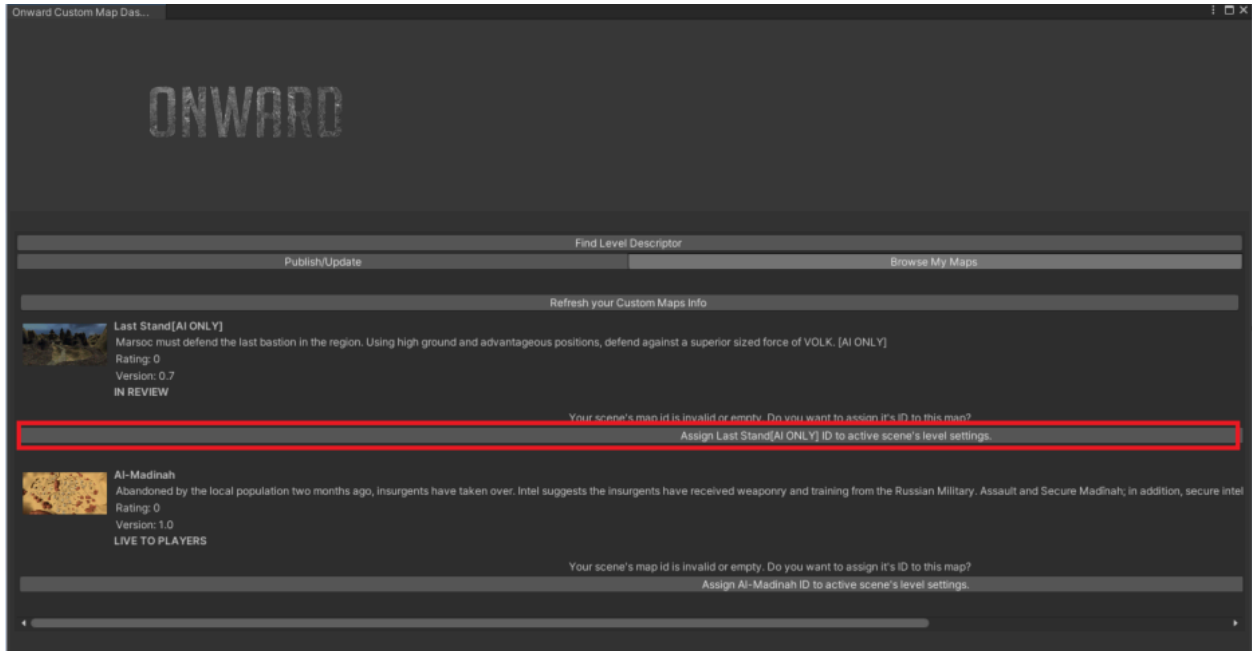 Onward Custom Map Das...
ONWARD
Find Level Descriptor
Publish/Update
Browse My Maps
Refresh your Custom Maps Info
Last Stand[AI ONLY]
Marsoc must defend the last bastion in the region. Using high ground and advantageous positions, defend against a superior sized force of VOLK. [AI ONLY]
Rating: 0
Version: 0.7
IN REVIEW
Your scene's map id is invalid or empty. Do you want to assign it's ID to this map?
Assign Last Stand[AI ONLY] ID to active scene's level settings.
Al-Madīnah
Abandoned by the local population two months ago, insurgents have taken over. Intel suggests the insurgents have received weaponry and training from the Russian Military. Assault and Secure Madīnah; in addition, secure intel
Rating: 0
Version: 1.0
LIVE TO PLAYERS
Your scene's map id is invalid or empty. Do you want to assign it's ID to this map?
Assign Al-Madīnah ID to active scene's level settings.